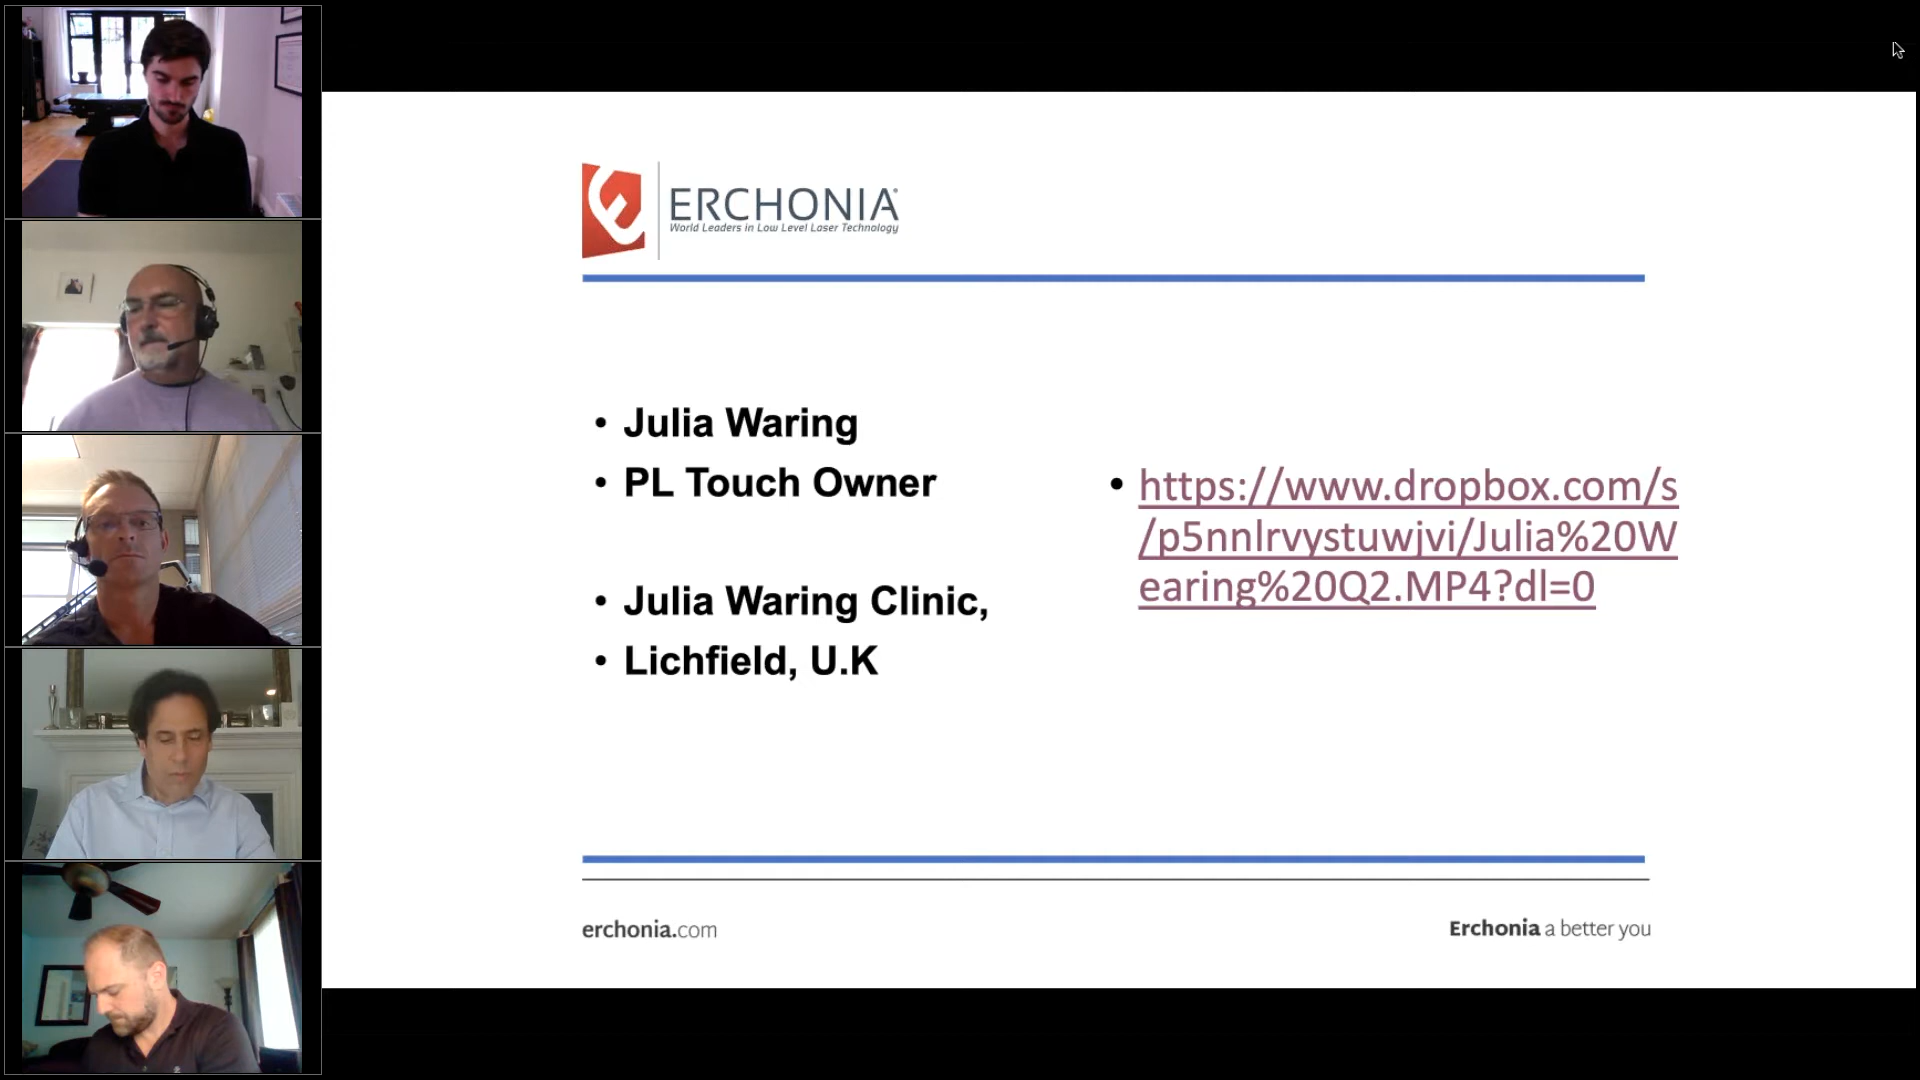 ERCHONIA®
World Leaders in Low Level Laser Technology
• Julia Waring
• PL Touch Owner
• Julia Waring Clinic,
• Lichfield, U.K
• https://www.dropbox.com/s
/p5nnlrvystuwjvi/Julia%20W
earing%20Q2.MP4?dl=0
erchonia.com
Erchonia a better you